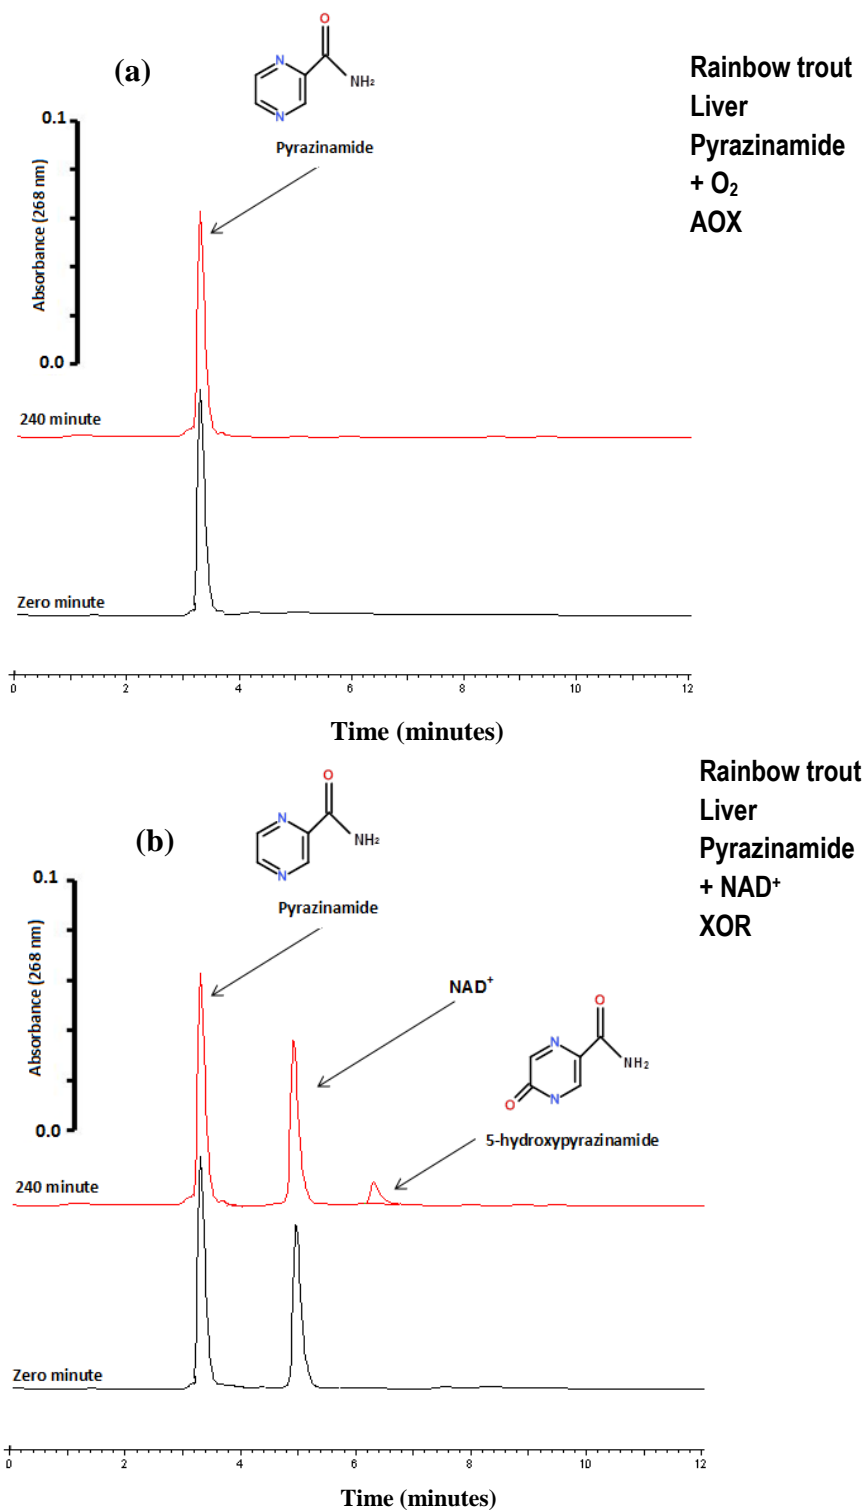 (a)
O
N
N
NH₂
Pyrazinamide
Rainbow trout
Liver
Pyrazinamide
+ O₂
AOX
0.1
Absorbance (268 nm)
0.0
240 minute
Zero minute
0 2 4 6 8 10 12
Time (minutes)
(b)
O
N
N
NH₂
Pyrazinamide
Rainbow trout
Liver
Pyrazinamide
+ NAD⁺
XOR
0.1
Absorbance (268 nm)
0.0
NAD⁺
O
N
N
NH₂
O
5-hydroxypyrazinamide
240 minute
Zero minute
0 2 4 6 8 10 12
Time (minutes)